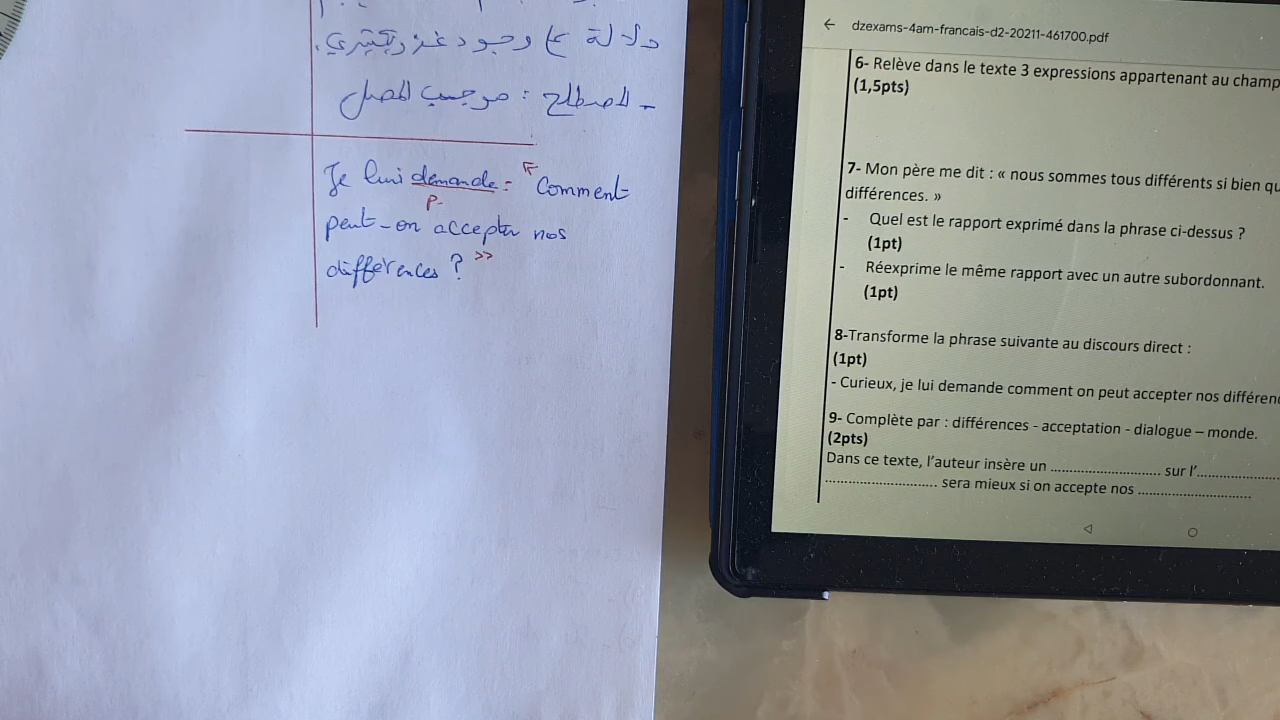 دلالة على وجود غزو بكتيري.
- المصطلح : موجب المصل
Je lui demande : «Comment
P.
peut-on accepter nos
différences ? »
dzexams-4am-francais-d2-20211-461700.pdf
6- Relève dans le texte 3 expressions appartenant au champ
(1,5pts)
7- Mon père me dit : « nous sommes tous différents si bien qu
différences. »
- Quel est le rapport exprimé dans la phrase ci-dessus ?
(1pt)
- Réexprime le même rapport avec un autre subordonnant.
(1pt)
8-Transforme la phrase suivante au discours direct :
(1pt)
- Curieux, je lui demande comment on peut accepter nos différen
9- Complète par : différences - acceptation - dialogue – monde.
(2pts)
Dans ce texte, l'auteur insère un ............................ sur l'.....................
............................ sera mieux si on accepte nos ............................